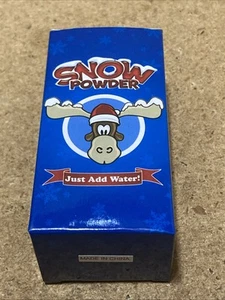 SNOW
POWDER
Just Add Water!
MADE IN CHINA